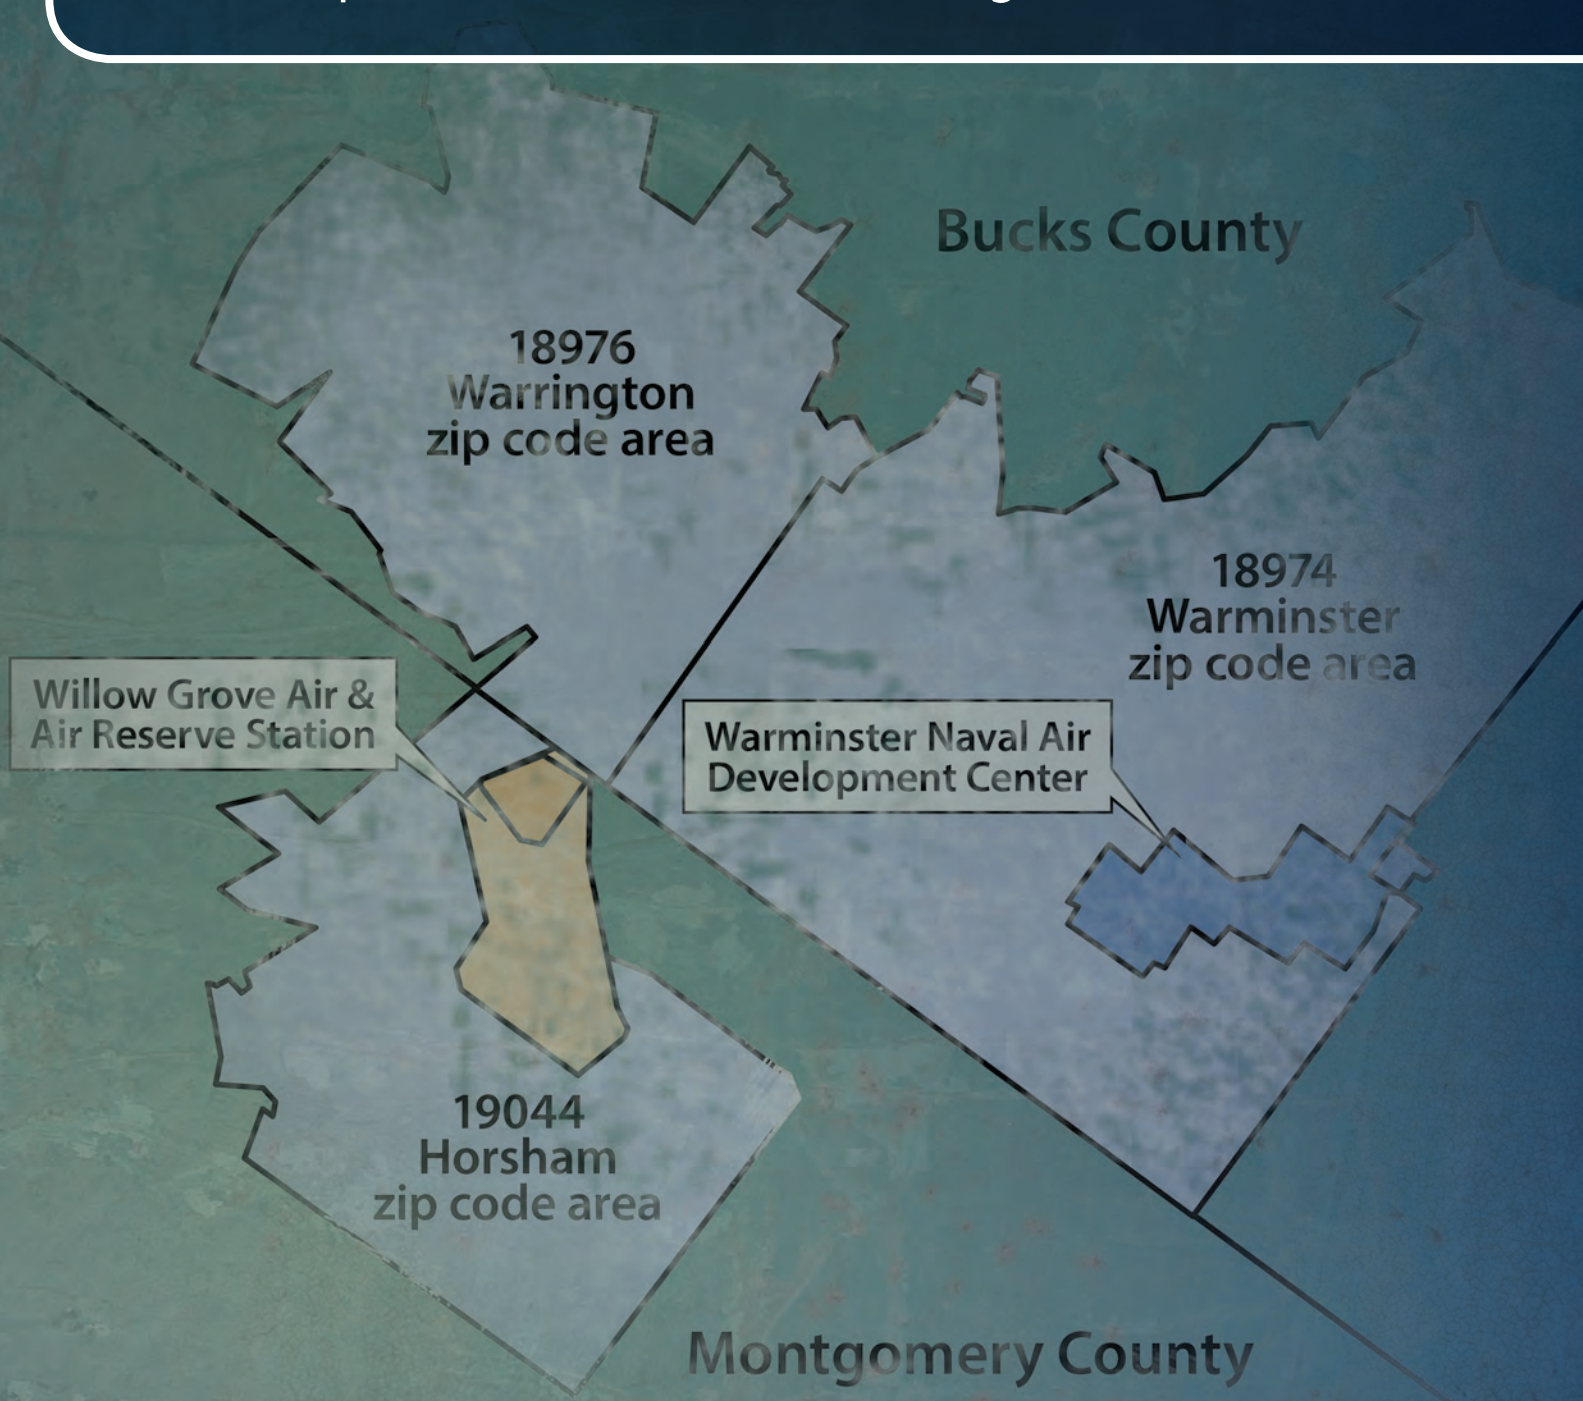 Bucks County
18976
Warrington
zip code area
18974
Warminster
zip code area
Willow Grove Air &
Air Reserve Station
Warminster Naval Air
Development Center
19044
Horsham
zip code area
Montgomery County